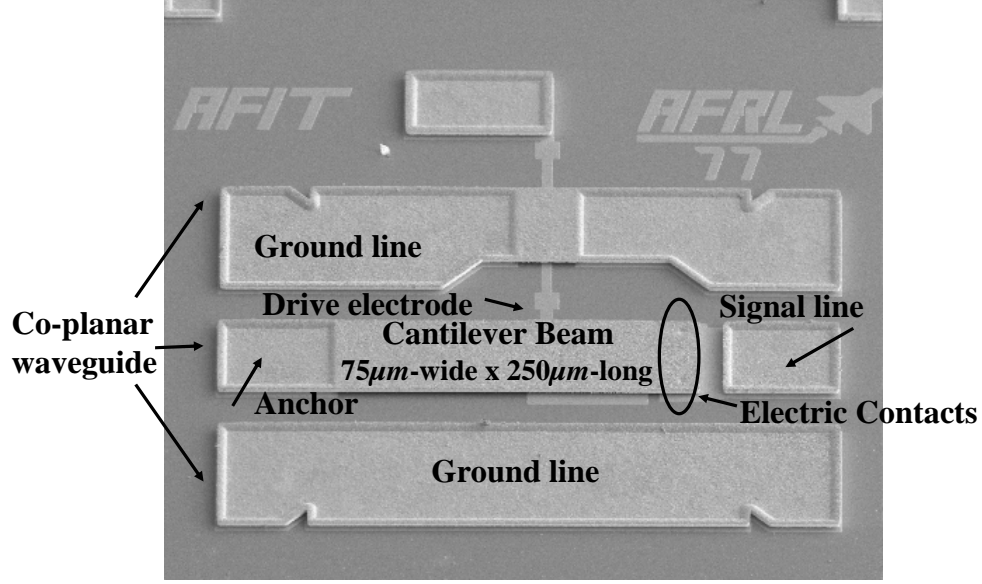 AFIT
AFRL
77
Ground line
Drive electrode
Signal line
Co-planar
waveguide
Cantilever Beam
75µm-wide x 250µm-long
Anchor
Electric Contacts
Ground line